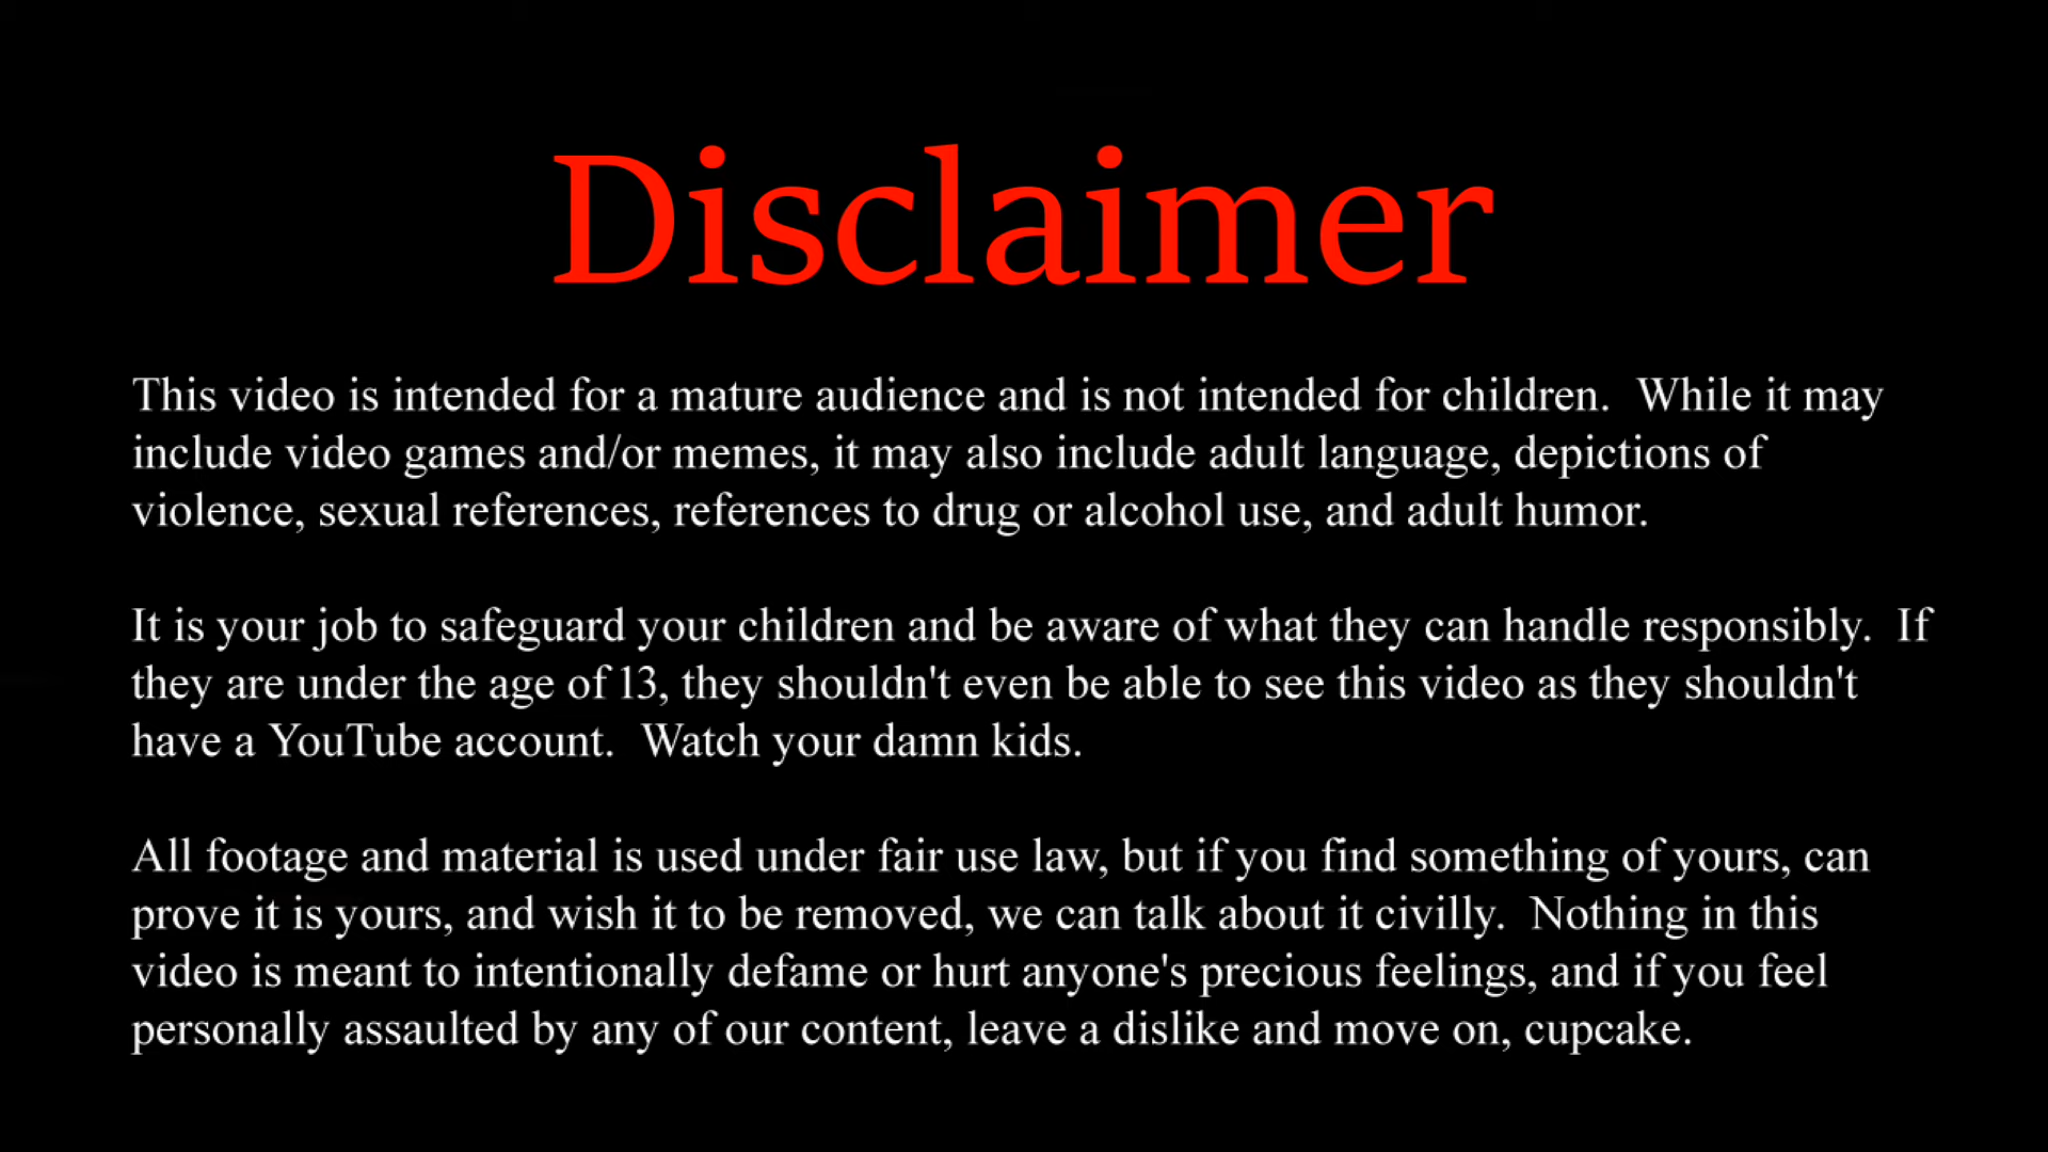 Disclaimer
This video is intended for a mature audience and is not intended for children.  While it may
include video games and/or memes, it may also include adult language, depictions of
violence, sexual references, references to drug or alcohol use, and adult humor.
It is your job to safeguard your children and be aware of what they can handle responsibly.  If
they are under the age of 13, they shouldn't even be able to see this video as they shouldn't
have a YouTube account.  Watch your damn kids.
All footage and material is used under fair use law, but if you find something of yours, can
prove it is yours, and wish it to be removed, we can talk about it civilly.  Nothing in this
video is meant to intentionally defame or hurt anyone's precious feelings, and if you feel
personally assaulted by any of our content, leave a dislike and move on, cupcake.